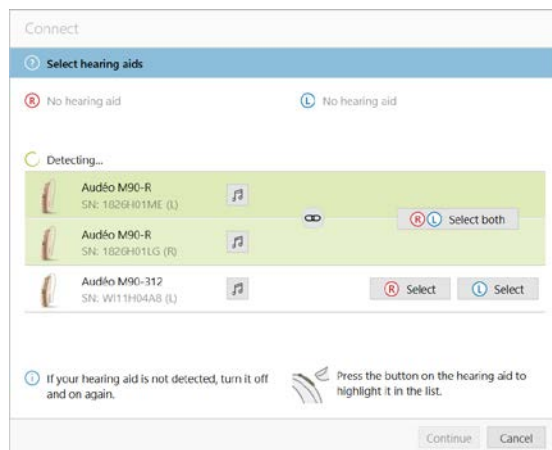 Connect
Select hearing aids
R No hearing aid
L No hearing aid
Detecting...
Audéo M90-R
SN: 1826H01ME (L)
Audéo M90-R
SN: 1826H01LG (R)
R L Select both
Audéo M90-312
SN: WI11H04A8 (L)
R Select
L Select
If your hearing aid is not detected, turn it off
and on again.
Press the button on the hearing aid to
highlight it in the list.
Continue
Cancel